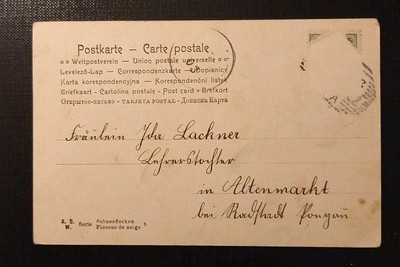 Postkarte — Carte postale
Weltpostverein — Union postale universelle
Levelező-Lap — Correspondenzkarte — Dopisnice
Karta korespondencyjna — Korespondenční lístek
Briefkaart - Cartolina postale - Post card - Brefkort
Открытое-письмо - TARJETA POSTAL - Дописна Карта
Fräulein Ida Lackner
Lehrerstochter
in Altenmarkt
bei Radstadt Pongau
A. S. W. Serie Schneeflocken
Flocons de neige